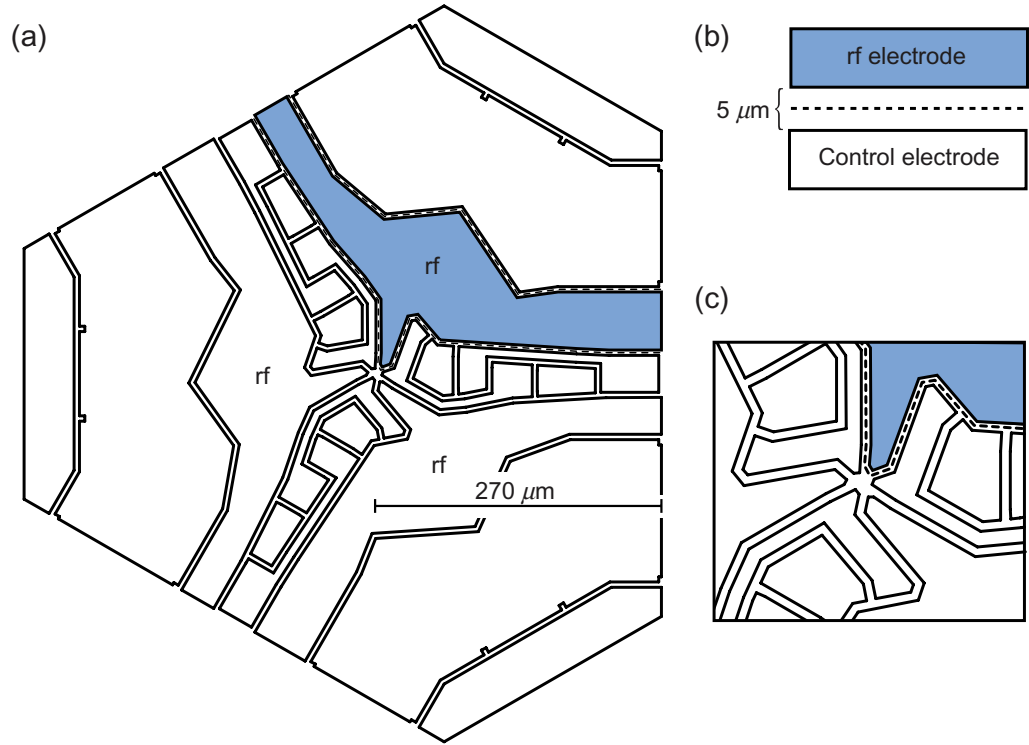 (a)
rf
rf
rf
270 μm
(b)
rf electrode
5 μm
Control electrode
(c)